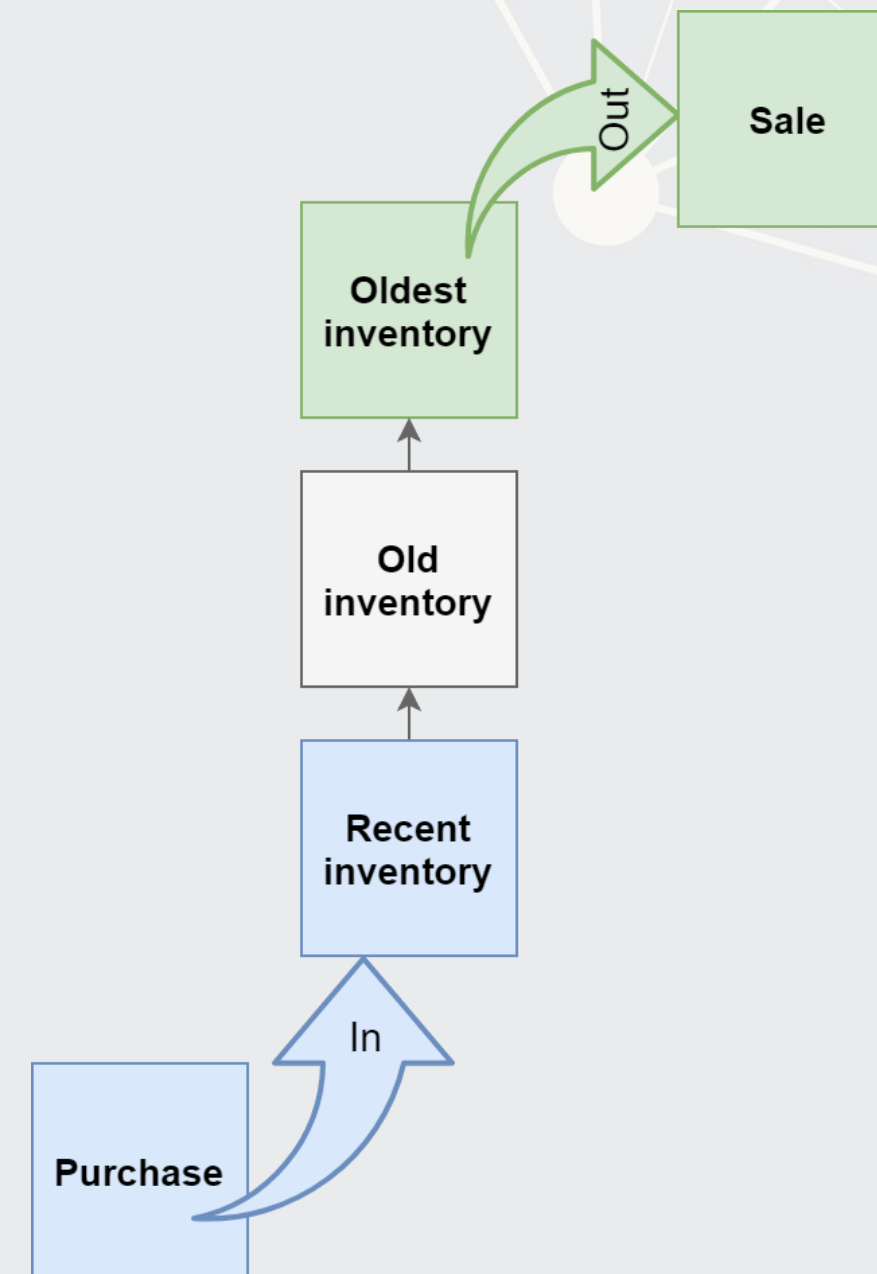 Out
Sale
Oldest
inventory
Old
inventory
Recent
inventory
In
Purchase